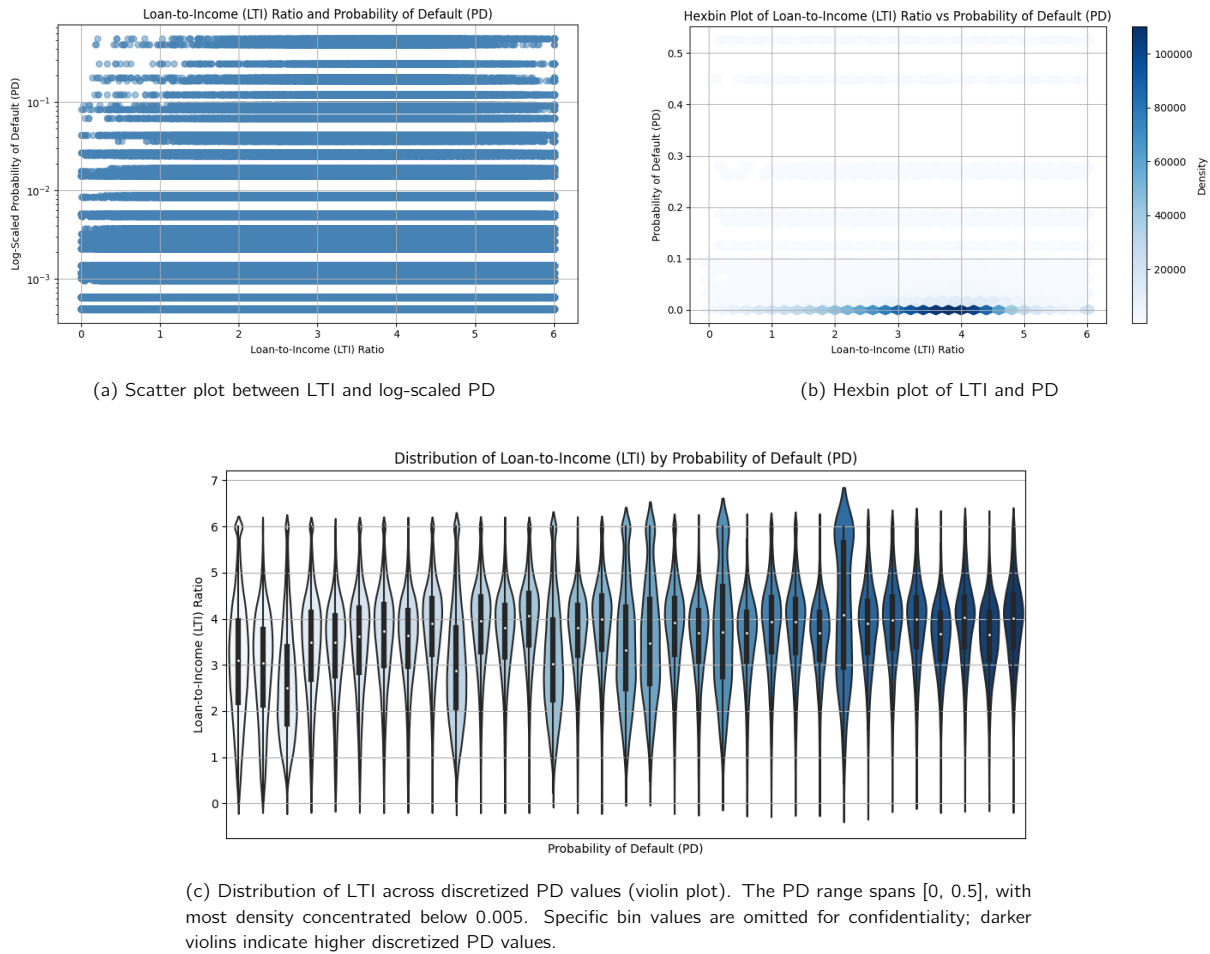 Loan-to-Income (LTI) Ratio and Probability of Default (PD)
Log-Scaled Probability of Default (PD)
10⁻¹
10⁻²
10⁻³
0 1 2 3 4 5 6
Loan-to-Income (LTI) Ratio
(a) Scatter plot between LTI and log-scaled PD
Hexbin Plot of Loan-to-Income (LTI) Ratio vs Probability of Default (PD)
Probability of Default (PD)
0.5
0.4
0.3
0.2
0.1
0.0
0 1 2 3 4 5 6
Loan-to-Income (LTI) Ratio
100000
80000
60000
40000
20000
Density
(b) Hexbin plot of LTI and PD
Distribution of Loan-to-Income (LTI) by Probability of Default (PD)
Loan-to-Income (LTI) Ratio
7
6
5
4
3
2
1
0
Probability of Default (PD)
(c) Distribution of LTI across discretized PD values (violin plot). The PD range spans [0, 0.5], with
most density concentrated below 0.005. Specific bin values are omitted for confidentiality; darker
violins indicate higher discretized PD values.